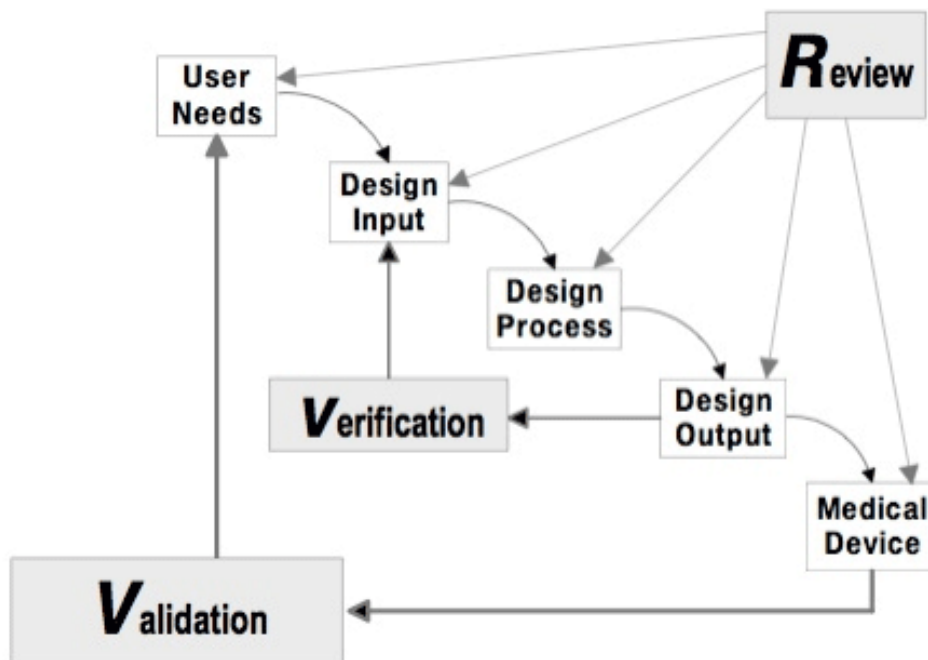 User
Needs
Review
Design
Input
Design
Process
Verification
Design
Output
Medical
Device
Validation